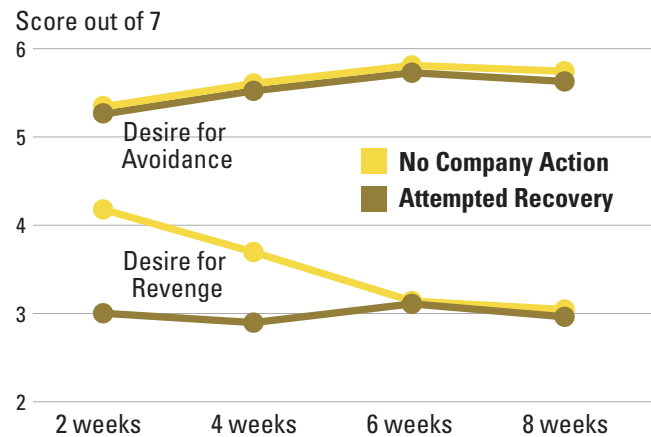 Score out of 7
6
5
Desire for
Avoidance
No Company Action
Attempted Recovery
4
Desire for
Revenge
3
2
2 weeks 4 weeks 6 weeks 8 weeks